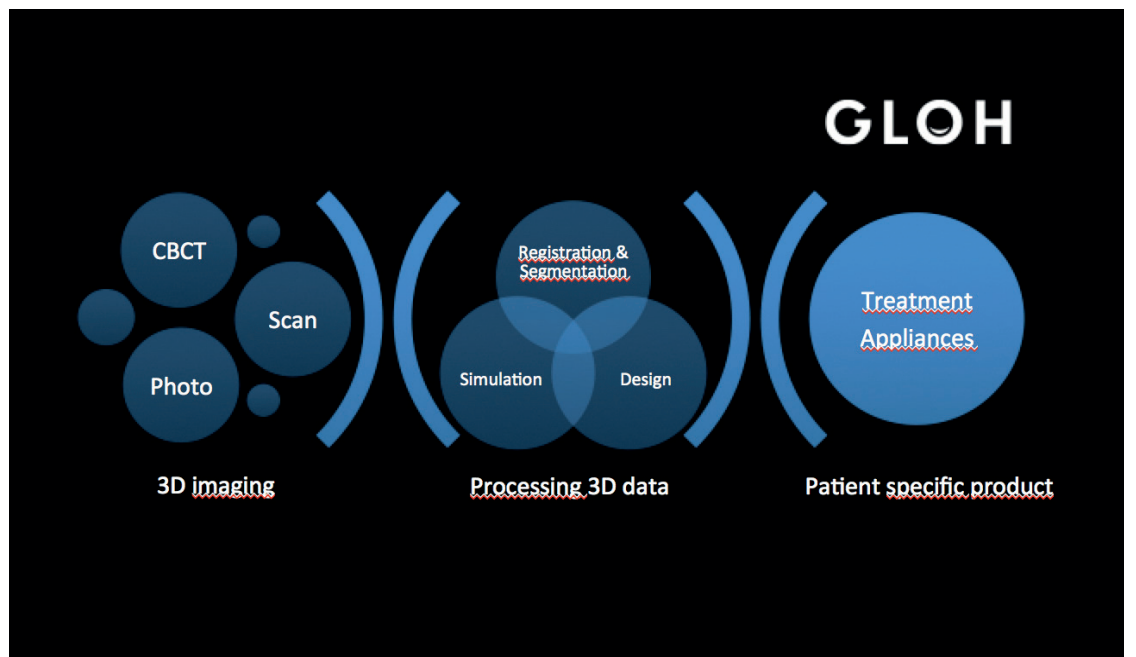 GLOH
CBCT
Scan
Photo
3D imaging
Registration &
Segmentation
Simulation
Design
Processing 3D data
Treatment
Appliances
Patient specific product